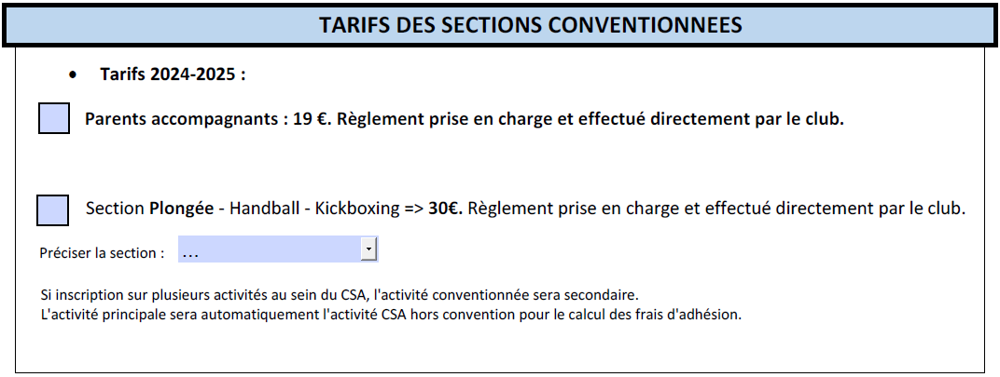 TARIFS DES SECTIONS CONVENTIONNEES
• Tarifs 2024-2025 :
Parents accompagnants : 19 €. Règlement prise en charge et effectué directement par le club.
Section Plongée - Handball - Kickboxing => 30€. Règlement prise en charge et effectué directement par le club.
Préciser la section : ...
Si inscription sur plusieurs activités au sein du CSA, l'activité conventionnée sera secondaire.
L'activité principale sera automatiquement l'activité CSA hors convention pour le calcul des frais d'adhésion.